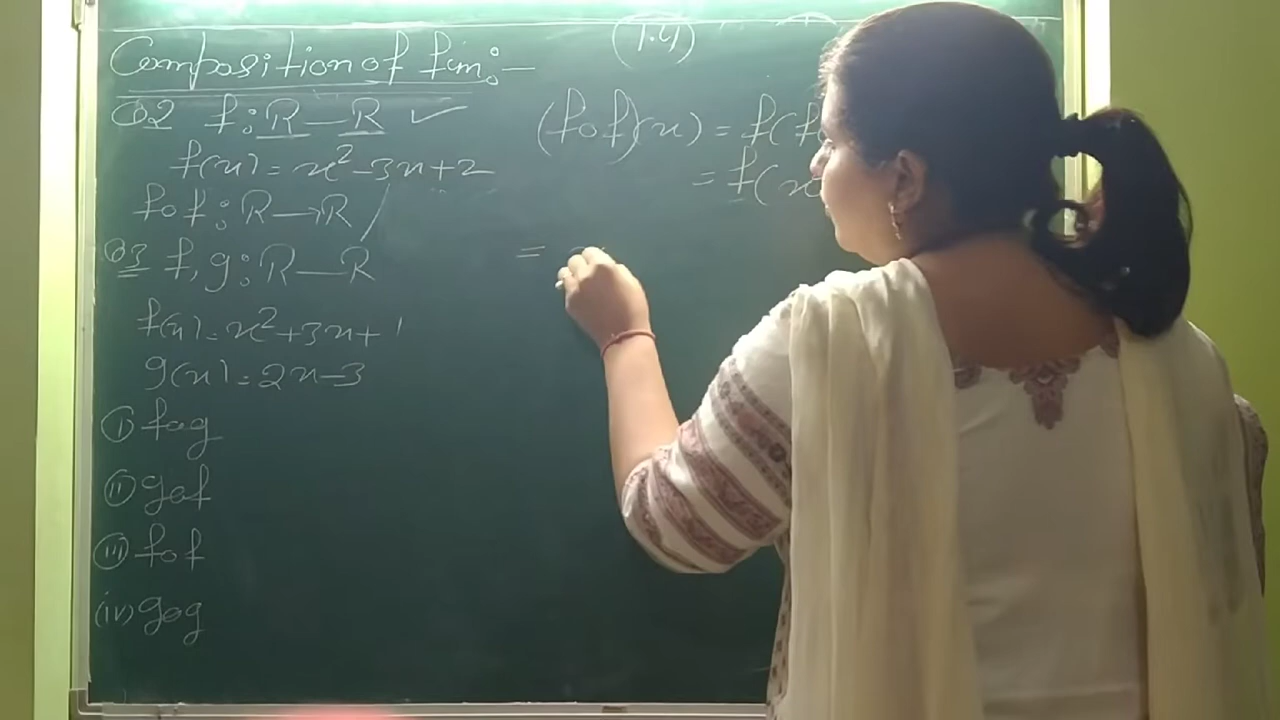 Composition of fun:-
(1.4)
Q2 f: R — R ✓
f(x) = x² - 3x + 2
fof : R → R
Q3 f, g : R — R
f(x) = x² + 3x + 1
g(x) = 2x - 3
(i) fog
(ii) gof
(iii) fof
(iv) gog
(fof)(x) = f(f
= f(x
=